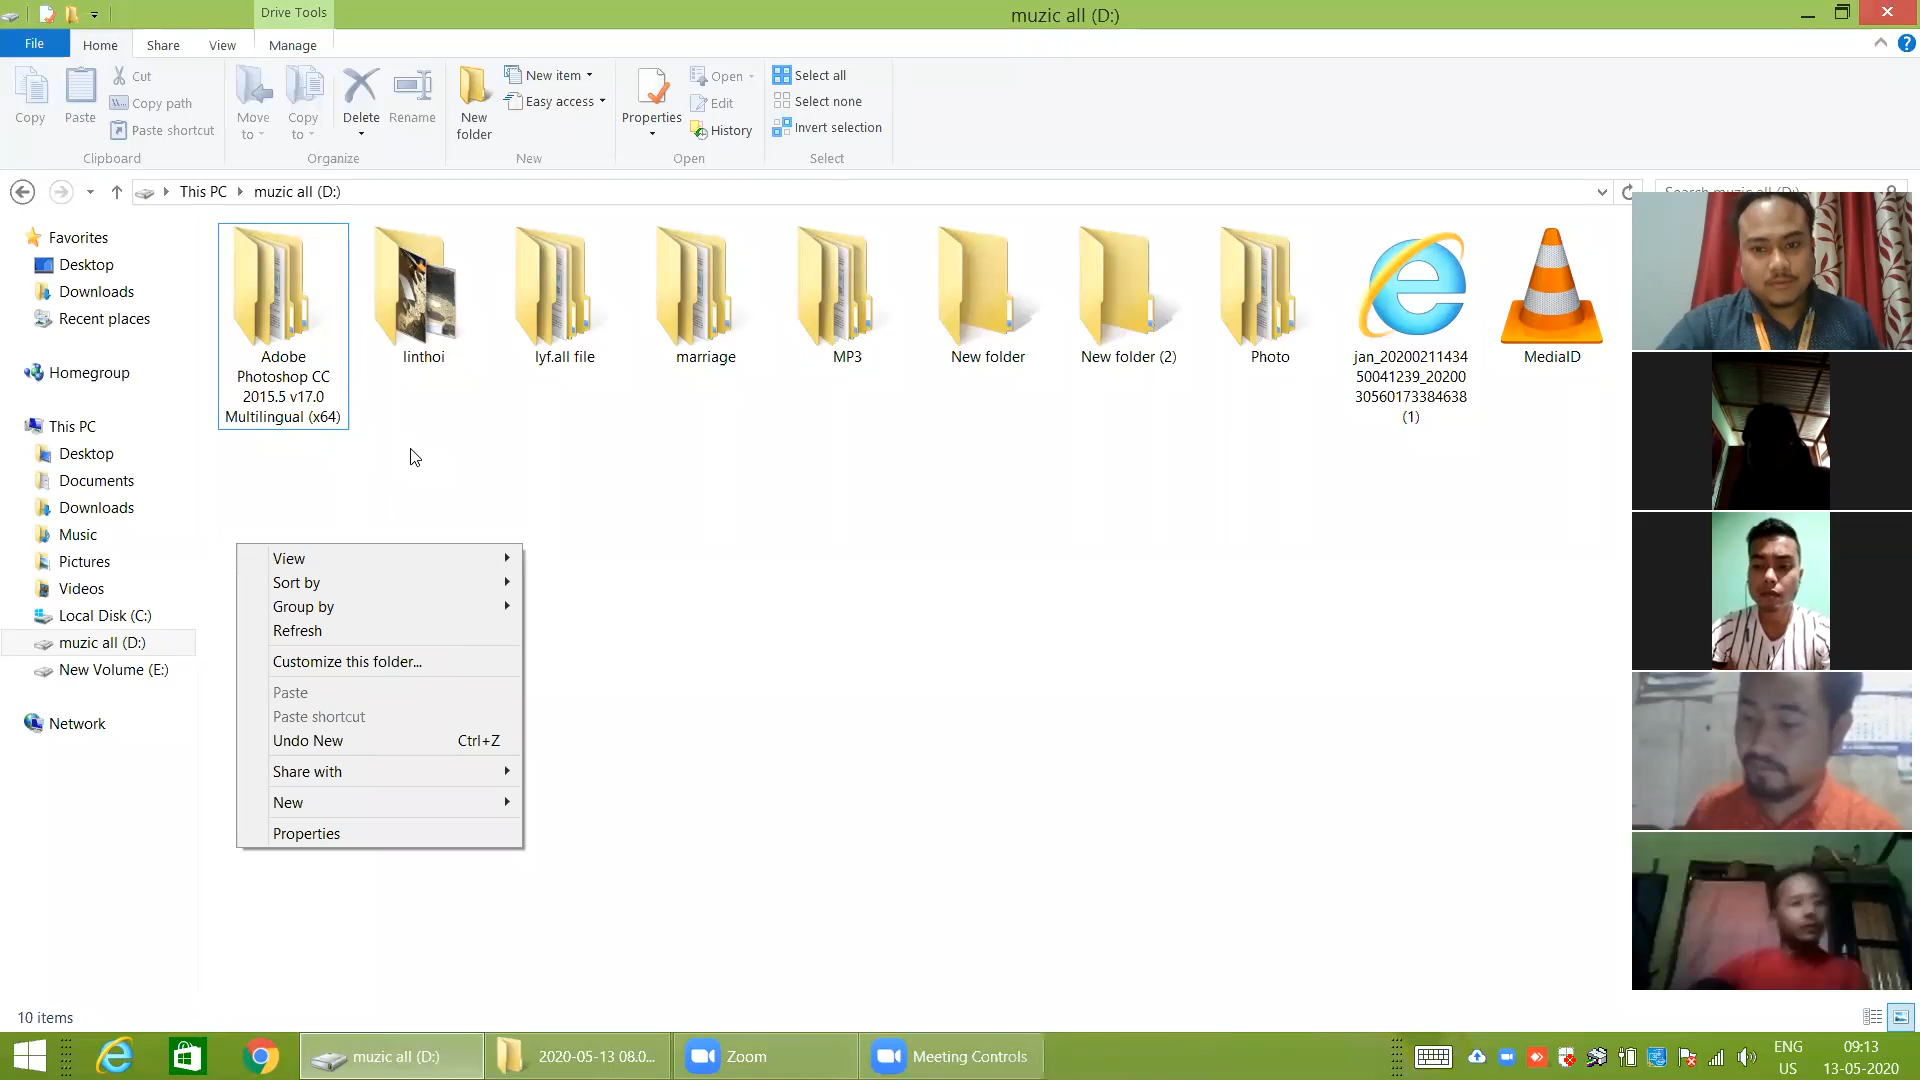 Drive Tools
muzic all (D:)
File
Home
Share
View
Manage
Copy
Paste
Cut
Copy path
Paste shortcut
Clipboard
Move to
Copy to
Delete
Rename
Organize
New folder
New item
Easy access
New
Properties
Open
Edit
History
Open
Select all
Select none
Invert selection
Select
This PC
muzic all (D:)
Search muzic all (D:)
Favorites
Desktop
Downloads
Recent places
Homegroup
This PC
Desktop
Documents
Downloads
Music
Pictures
Videos
Local Disk (C:)
muzic all (D:)
New Volume (E:)
Network
Adobe
Photoshop CC
2015.5 v17.0
Multilingual (x64)
linthoi
lyf.all file
marriage
MP3
New folder
New folder (2)
Photo
jan_20200211434
50041239_20200
30560173384638
(1)
MediaID
View
Sort by
Group by
Refresh
Customize this folder...
Paste
Paste shortcut
Undo New Ctrl+Z
Share with
New
Properties
10 items
muzic all (D:)
2020-05-13 08.0...
Zoom
Meeting Controls
ENG
US
09:13
13-05-2020